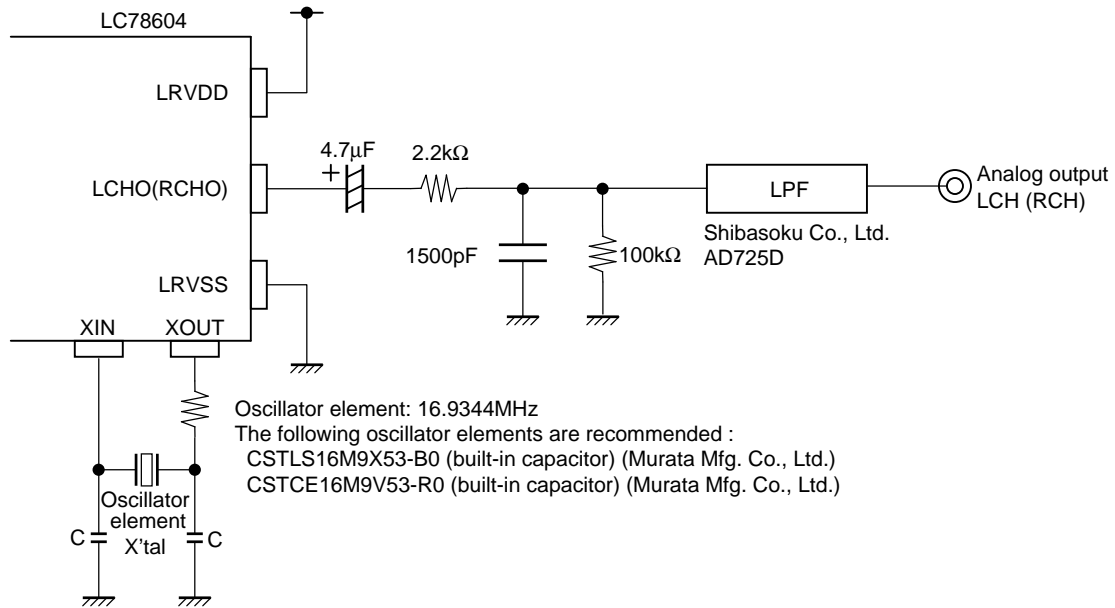 LC78604
LRVDD
4.7μF
+
2.2kΩ
LCHO(RCHO)
LPF
Analog output
LCH (RCH)
1500pF
100kΩ
Shibasoku Co., Ltd.
AD725D
LRVSS
XIN
XOUT
Oscillator element: 16.9344MHz
The following oscillator elements are recommended :
CSTLS16M9X53-B0 (built-in capacitor) (Murata Mfg. Co., Ltd.)
CSTCE16M9V53-R0 (built-in capacitor) (Murata Mfg. Co., Ltd.)
Oscillator
element
X'tal
C
C